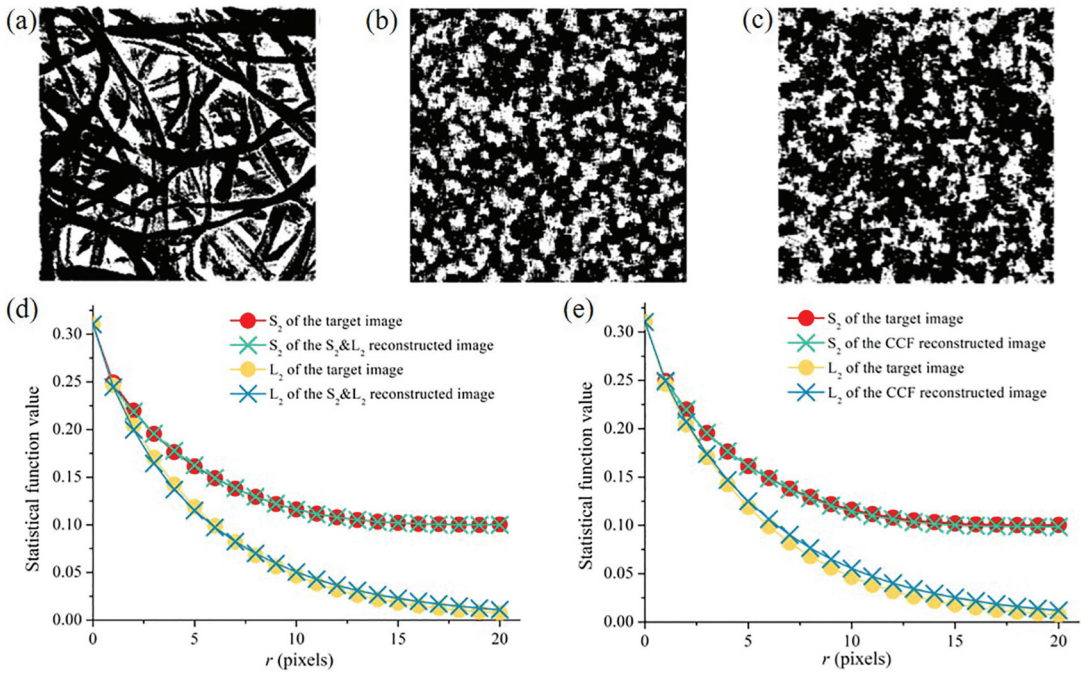 (a)
(b)
(c)
(d)
S2 of the target image
S2 of the S2&L2 reconstructed image
L2 of the target image
L2 of the S2&L2 reconstructed image
Statistical function value
0.30
0.25
0.20
0.15
0.10
0.05
0.00
0
5
10
15
20
r (pixels)
(e)
S2 of the target image
S2 of the CCF reconstructed image
L2 of the target image
L2 of the CCF reconstructed image
Statistical function value
0.30
0.25
0.20
0.15
0.10
0.05
0.00
0
5
10
15
20
r (pixels)